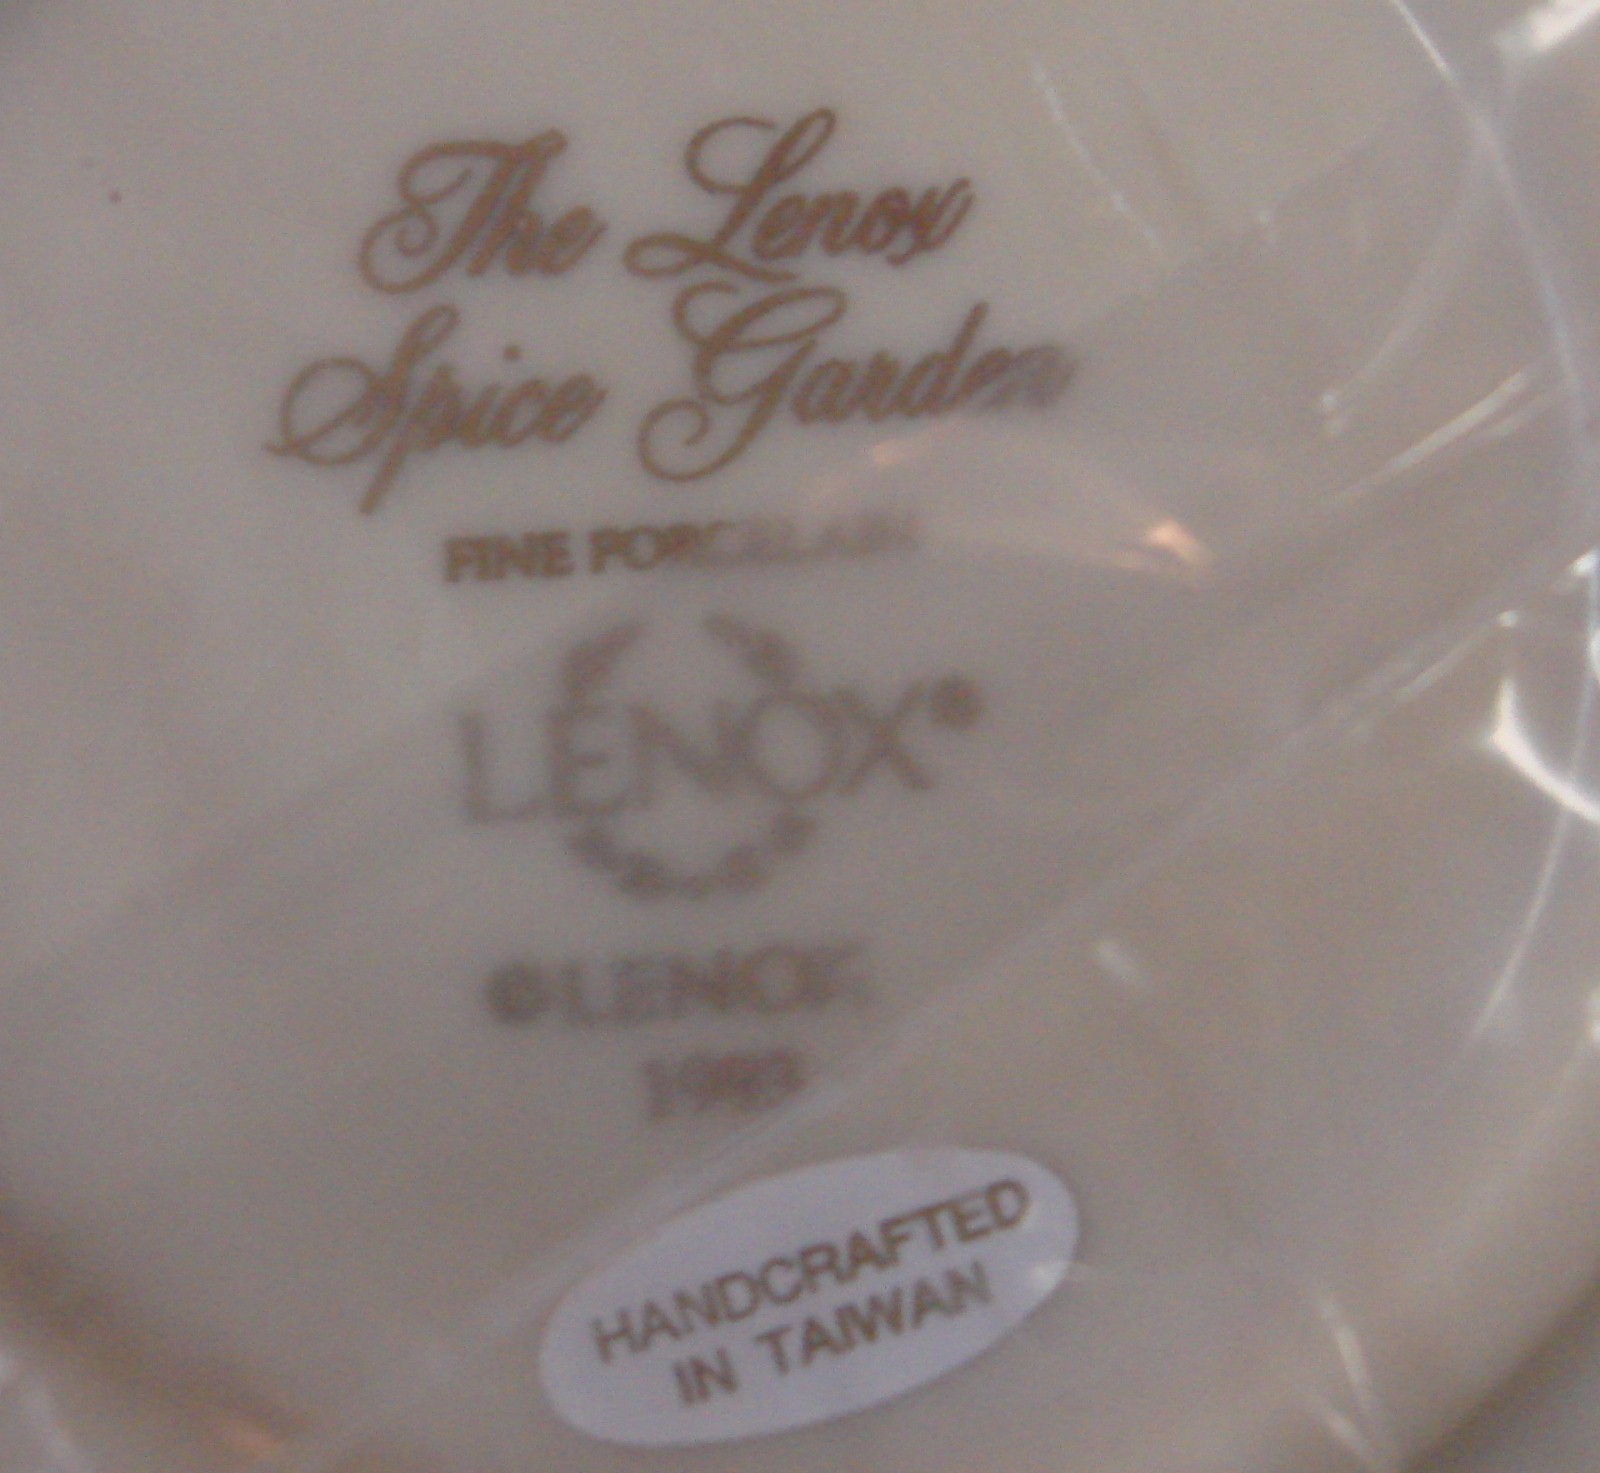 The Lenox
Spice Garden
FINE PORCELAIN
LENOX®
© LENOX
HANDCRAFTED
IN TAIWAN